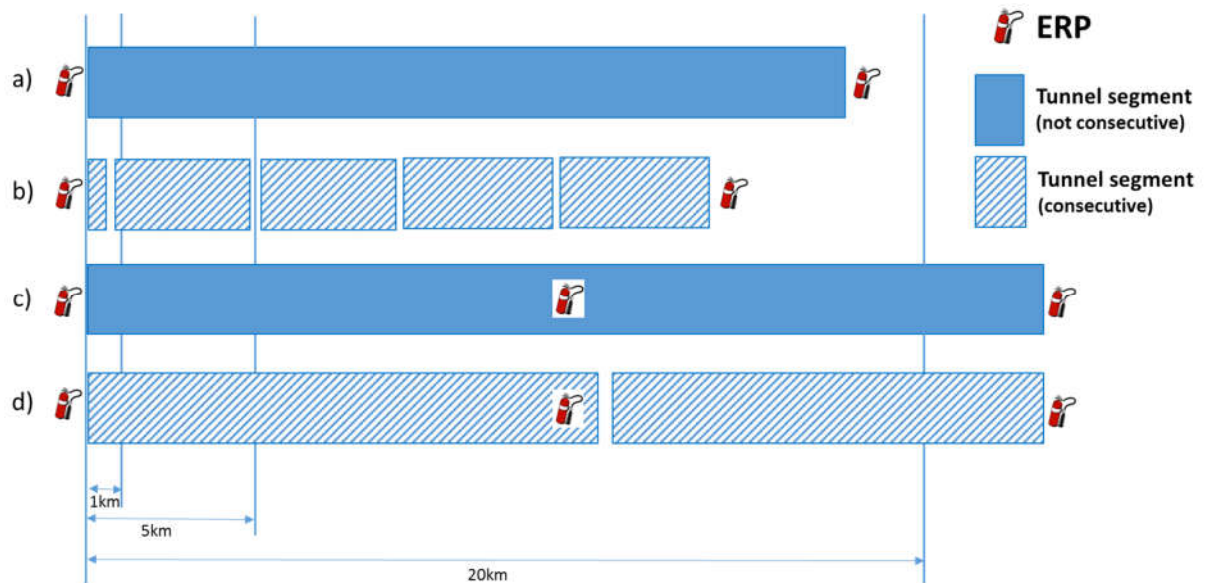 ERP
a)
Tunnel segment
(not consecutive)
b)
Tunnel segment
(consecutive)
c)
d)
1km
5km
20km